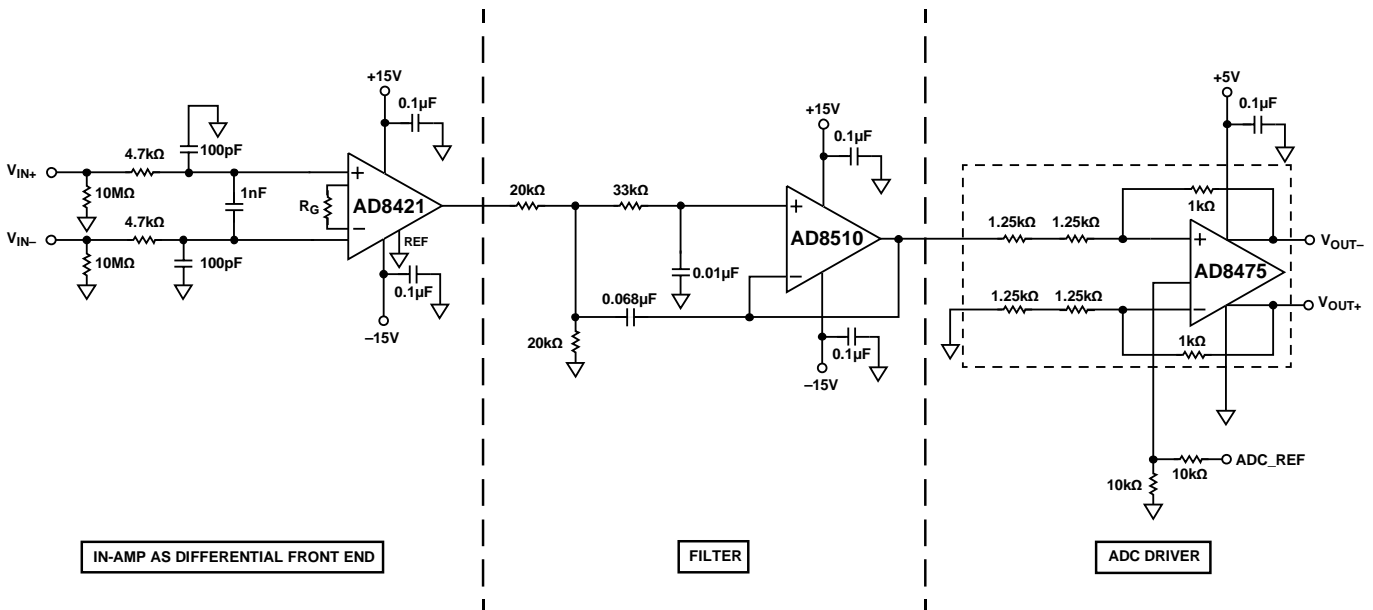 +15V
0.1µF
100pF
4.7kΩ
V_IN+
10MΩ
1nF
R_G
+
−
AD8421
4.7kΩ
V_IN−
10MΩ
100pF
REF
0.1µF
−15V
IN-AMP AS DIFFERENTIAL FRONT END
+15V
0.1µF
20kΩ
33kΩ
+
AD8510
−
0.01µF
0.068µF
20kΩ
0.1µF
−15V
FILTER
+5V
0.1µF
1kΩ
1.25kΩ
1.25kΩ
+
V_OUT−
AD8475
1.25kΩ
1.25kΩ
−
V_OUT+
1kΩ
ADC_REF
10kΩ
10kΩ
ADC DRIVER